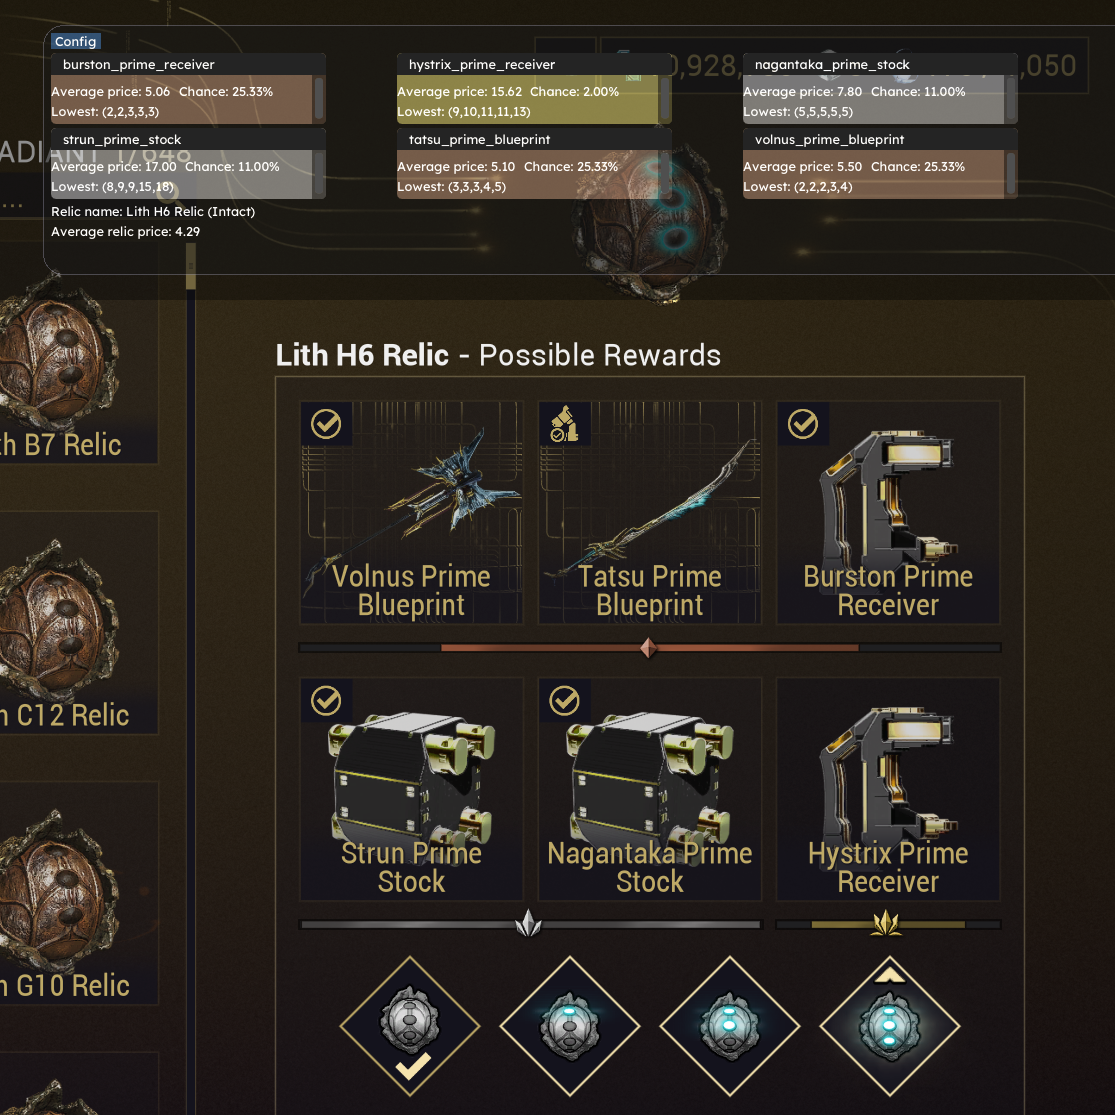 Config
burston_prime_receiver
Average price: 5.06 Chance: 25.33%
Lowest: (2,2,3,3,3)
hystrix_prime_receiver
Average price: 15.62 Chance: 2.00%
Lowest: (9,10,11,11,13)
nagantaka_prime_stock
Average price: 7.80 Chance: 11.00%
Lowest: (5,5,5,5,5)
strun_prime_stock
Average price: 17.00 Chance: 11.00%
Lowest: (8,9,9,15,18)
tatsu_prime_blueprint
Average price: 5.10 Chance: 25.33%
Lowest: (3,3,3,4,5)
volnus_prime_blueprint
Average price: 5.50 Chance: 25.33%
Lowest: (2,2,2,3,4)
Relic name: Lith H6 Relic (Intact)
Average relic price: 4.29
Lith H6 Relic - Possible Rewards
Volnus Prime
Blueprint
Tatsu Prime
Blueprint
Burston Prime
Receiver
Strun Prime
Stock
Nagantaka Prime
Stock
Hystrix Prime
Receiver
B7 Relic
C12 Relic
G10 Relic